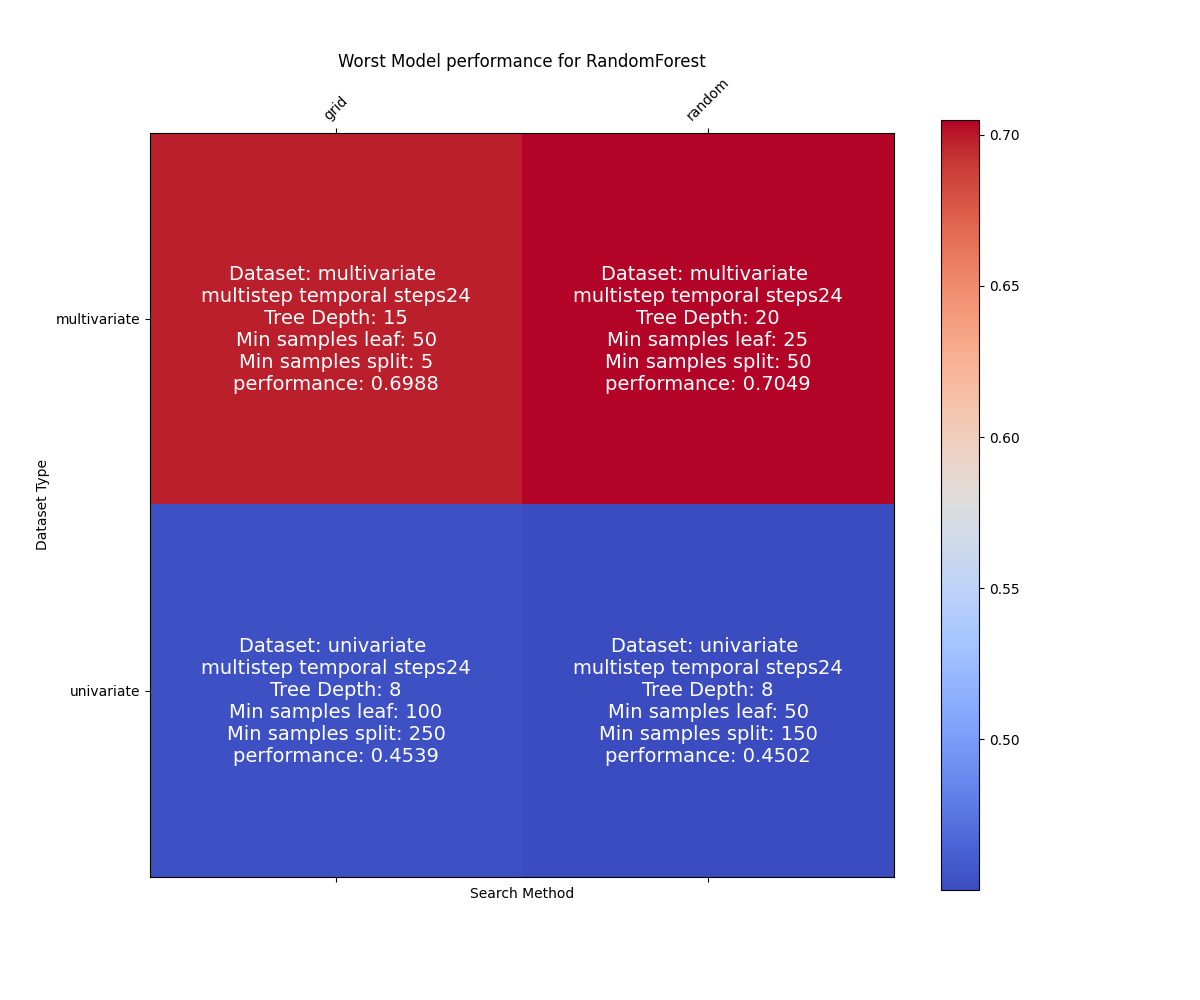 Worst Model performance for RandomForest
grid
random
multivariate
univariate
Dataset Type
Search Method
Dataset: multivariate
multistep temporal steps24
Tree Depth: 15
Min samples leaf: 50
Min samples split: 5
performance: 0.6988
Dataset: multivariate
multistep temporal steps24
Tree Depth: 20
Min samples leaf: 25
Min samples split: 50
performance: 0.7049
Dataset: univariate
multistep temporal steps24
Tree Depth: 8
Min samples leaf: 100
Min samples split: 250
performance: 0.4539
Dataset: univariate
multistep temporal steps24
Tree Depth: 8
Min samples leaf: 50
Min samples split: 150
performance: 0.4502
0.70
0.65
0.60
0.55
0.50